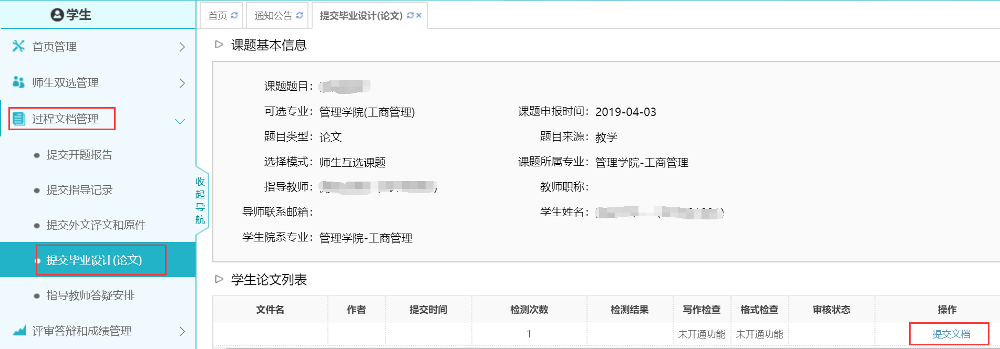 学生
首页管理
师生双选管理
过程文档管理
提交开题报告
提交指导记录
提交外文译文和原件
提交毕业设计(论文)
指导教师答疑安排
评审答辩和成绩管理
收起导航
首页 通知公告 提交毕业设计(论文)
课题基本信息
课题题目：
可选专业：管理学院(工商管理) 课题申报时间：2019-04-03
题目类型：论文 题目来源：教学
选择模式：师生互选课题 课题所属专业：管理学院-工商管理
指导教师： 教师职称：
导师联系邮箱： 学生姓名：
学生院系专业：管理学院-工商管理
学生论文列表
文件名 作者 提交时间 检测次数 检测结果 写作检查 格式检查 审核状态 操作
1 未开通功能 未开通功能 提交文档